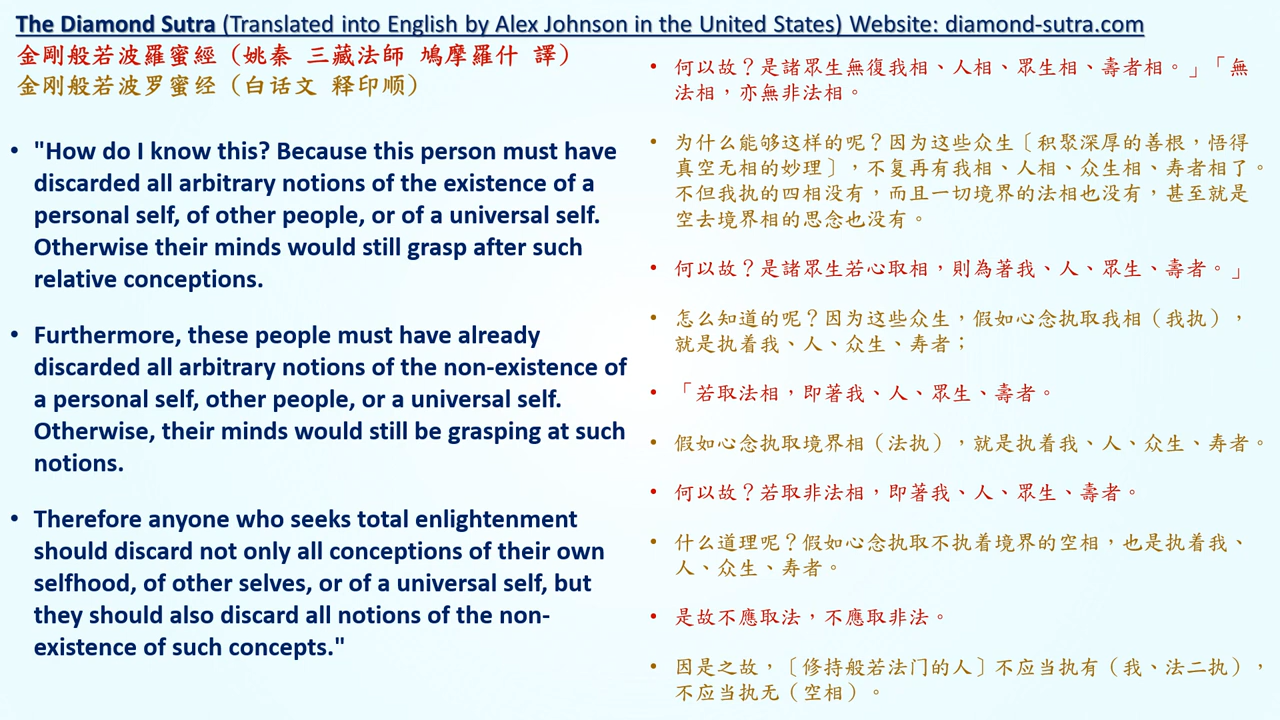 The Diamond Sutra (Translated into English by Alex Johnson in the United States) Website: diamond-sutra.com
金剛般若波羅蜜經（姚秦 三藏法師 鳩摩羅什 譯）
金刚般若波罗蜜经（白话文 释印顺）
• "How do I know this? Because this person must have
discarded all arbitrary notions of the existence of a
personal self, of other people, or of a universal self.
Otherwise their minds would still grasp after such
relative conceptions.
• Furthermore, these people must have already
discarded all arbitrary notions of the non-existence of
a personal self, other people, or a universal self.
Otherwise, their minds would still be grasping at such
notions.
• Therefore anyone who seeks total enlightenment
should discard not only all conceptions of their own
selfhood, of other selves, or of a universal self, but
they should also discard all notions of the non-
existence of such concepts."
• 何以故？是諸眾生無復我相、人相、眾生相、壽者相。」「無
法相，亦無非法相。
• 为什么能够这样的呢？因为这些众生〔积聚深厚的善根，悟得
真空无相的妙理〕，不复再有我相、人相、众生相、寿者相了。
不但我执的四相没有，而且一切境界的法相也没有，甚至就是
空去境界相的思念也没有。
• 何以故？是諸眾生若心取相，則為著我、人、眾生、壽者。」
• 怎么知道的呢？因为这些众生，假如心念执取我相（我执），
就是执着我、人、众生、寿者；
• 「若取法相，即著我、人、眾生、壽者。
• 假如心念执取境界相（法执），就是执着我、人、众生、寿者。
• 何以故？若取非法相，即著我、人、眾生、壽者。
• 什么道理呢？假如心念执取不执着境界的空相，也是执着我、
人、众生、寿者。
• 是故不應取法，不應取非法。
• 因是之故，〔修持般若法门的人〕不应当执有（我、法二执），
不应当执无（空相）。